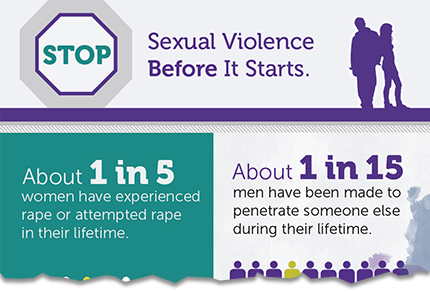 STOP
Sexual Violence
Before It Starts.
About 1 in 5
women have experienced
rape or attempted rape
in their lifetime.
About 1 in 15
men have been made to
penetrate someone else
during their lifetime.